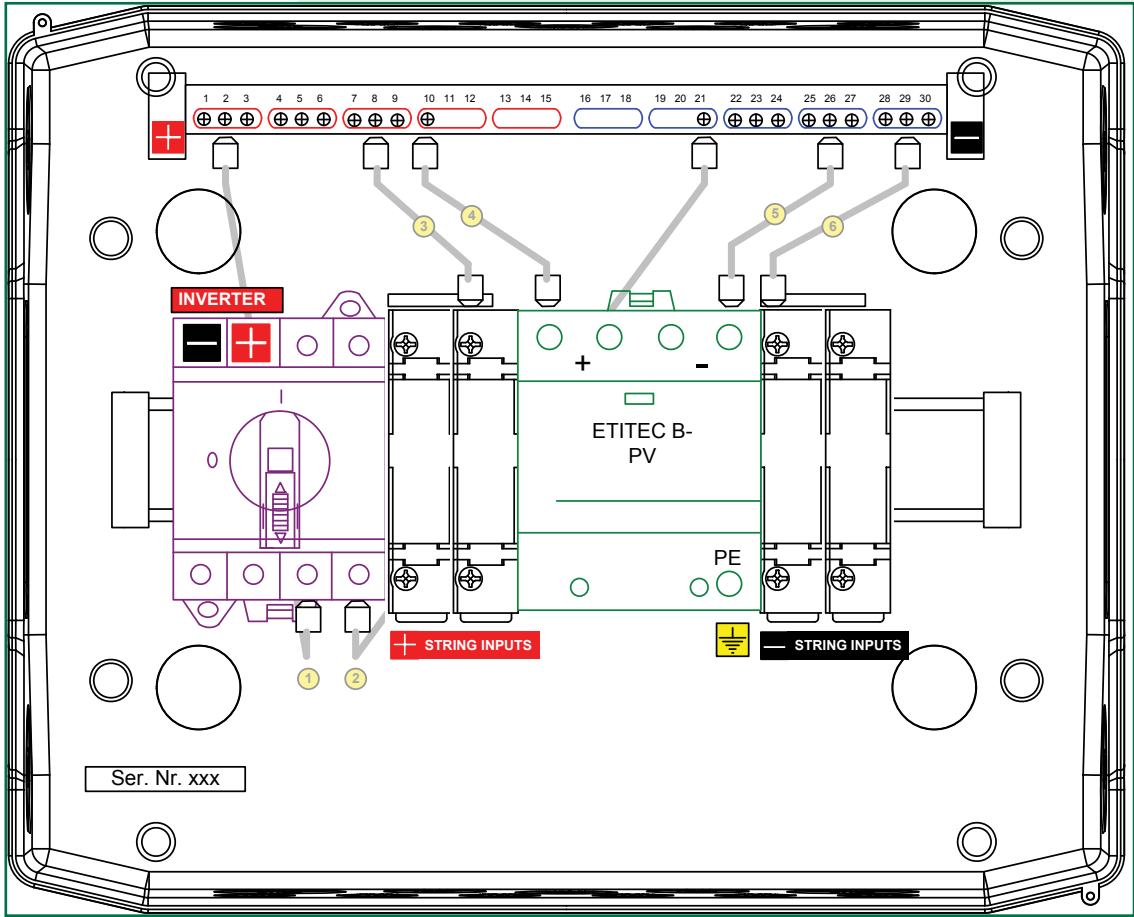 1 2 3 4 5 6 7 8 9 10 11 12 13 14 15 16 17 18 19 20 21 22 23 24 25 26 27 28 29 30
+ −
3 4 5 6
INVERTER
− +
+ -
I
O
ETITEC B-
PV
PE
+ STRING INPUTS
− STRING INPUTS
1 2
Ser. Nr. xxx